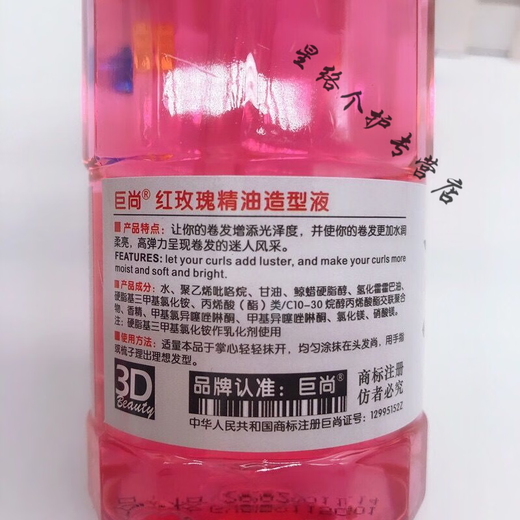 星络个护专营店
巨尚® 红玫瑰精油造型液
产品特点：让你的卷发增添光泽度，并使你的卷发更加水润
柔亮，高弹力呈现卷发的迷人风采。
FEATURES: let your curls add luster, and make your curls more
moist and soft and bright.
产品成分：水、聚乙烯吡咯烷、甘油、鲸蜡硬脂醇、氢化霍霍巴油、
硬脂基三甲基氯化铵、丙烯酸（酯）类/C10-30 烷醇丙烯酸酯交联聚合
物、香精、甲基氯异噻唑啉酮、甲基异噻唑啉酮、氯化镁、硝酸镁。
注：硬脂基三甲基氯化铵作乳化剂使用
使用方法：适量本品于掌心轻轻抹开，均匀涂抹在头发尚，用手指
或梳子理出理想发型。
3D
Beauty
品牌认准：巨尚®
商标注册
仿者必究
中华人民共和国商标注册巨尚证号：12995152Z